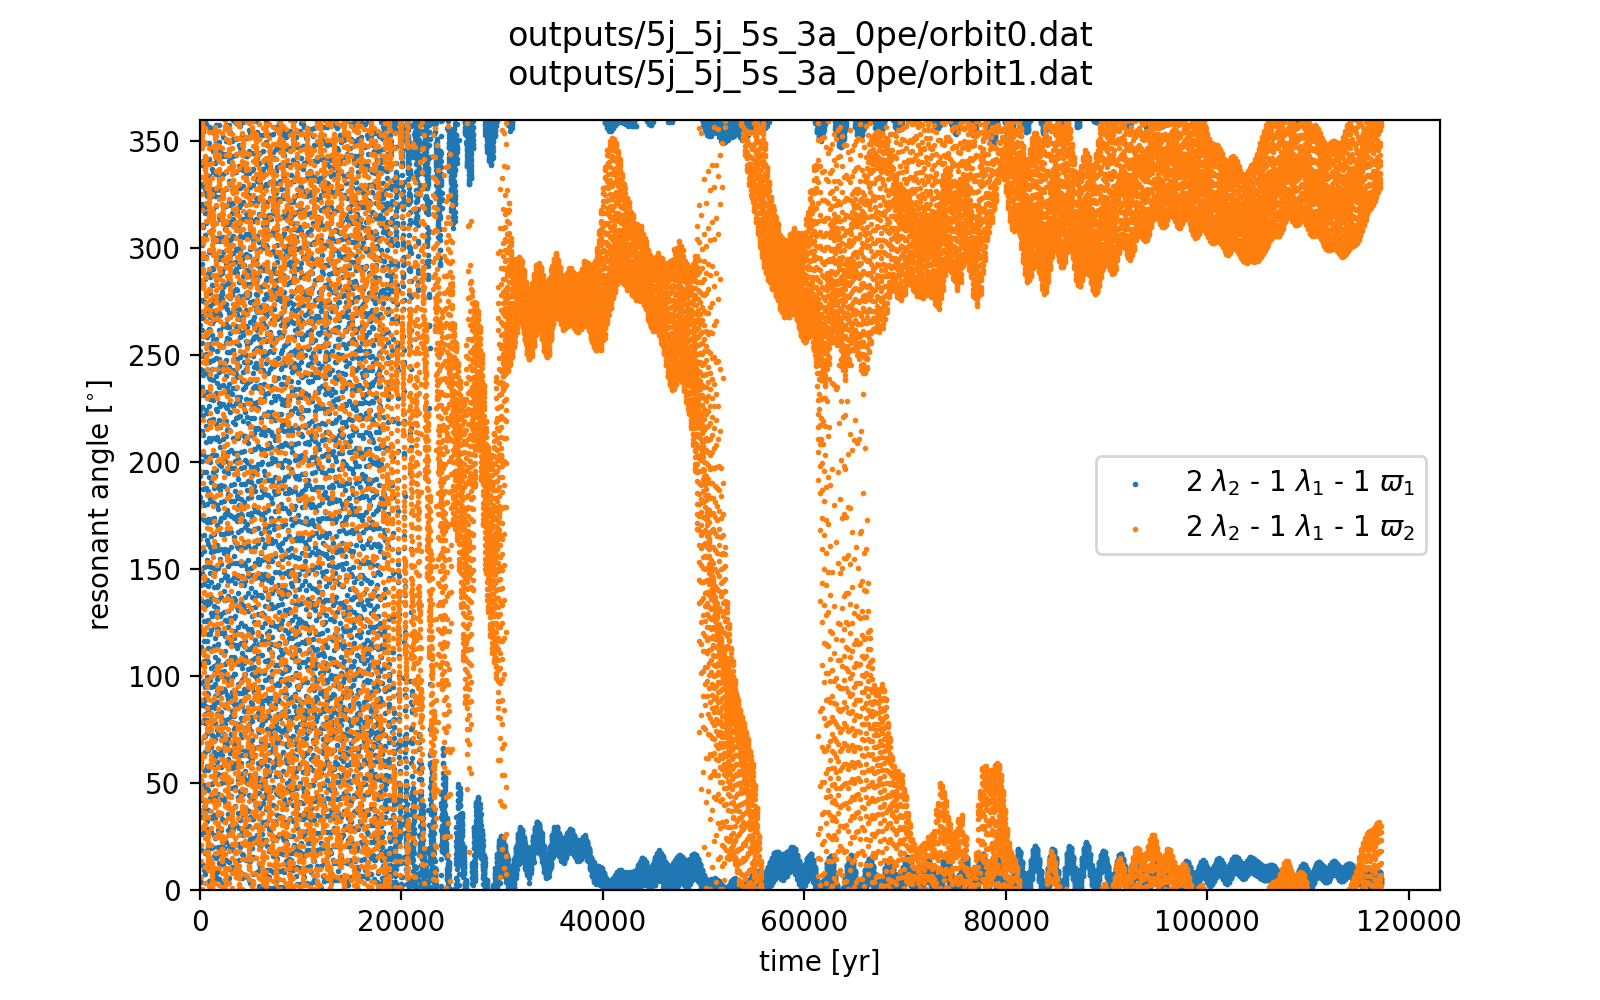 outputs/5j_5j_5s_3a_0pe/orbit0.dat
outputs/5j_5j_5s_3a_0pe/orbit1.dat
350
300
250
200
150
100
50
0
resonant angle [°]
2 λ₂ - 1 λ₁ - 1 ϖ₁
2 λ₂ - 1 λ₁ - 1 ϖ₂
0 20000 40000 60000 80000 100000 120000
time [yr]